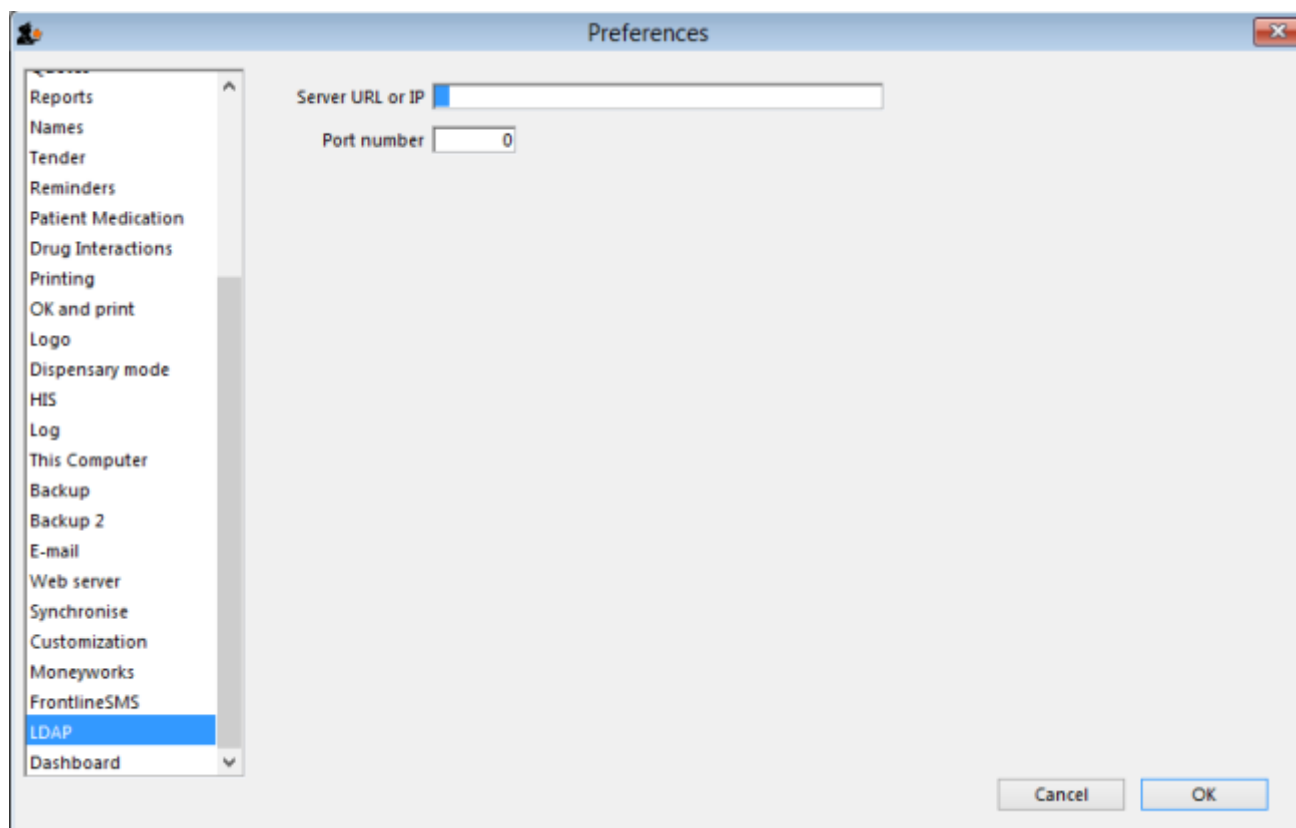 Preferences
Reports
Names
Tender
Reminders
Patient Medication
Drug Interactions
Printing
OK and print
Logo
Dispensary mode
HIS
Log
This Computer
Backup
Backup 2
E-mail
Web server
Synchronise
Customization
Moneyworks
FrontlineSMS
LDAP
Dashboard
Server URL or IP
Port number 0
Cancel OK